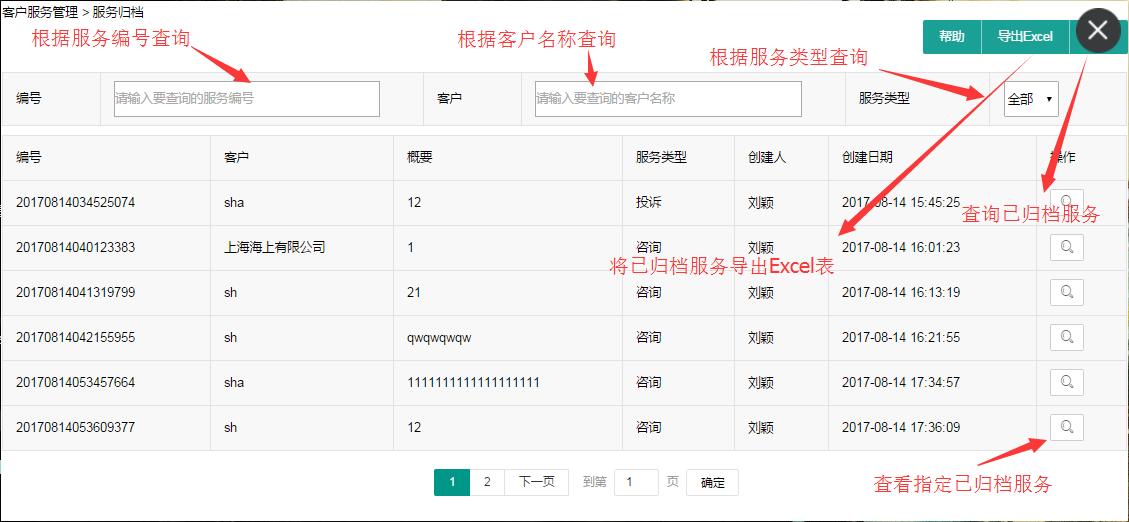 客户服务管理 > 服务归档
根据服务编号查询
根据客户名称查询
根据服务类型查询
帮助 导出Excel
编号 请输入要查询的服务编号 客户 请输入要查询的客户名称 服务类型 全部
编号 客户 概要 服务类型 创建人 创建日期 操作
20170814034525074 sha 12 投诉 刘颖 2017-08-14 15:45:25
查询已归档服务
20170814040123383 上海海上有限公司 1 咨询 刘颖 2017-08-14 16:01:23
将已归档服务导出Excel表
20170814041319799 sh 21 咨询 刘颖 2017-08-14 16:13:19
20170814042155955 sh qwqwqwqw 咨询 刘颖 2017-08-14 16:21:55
20170814053457664 sha 1111111111111111111 咨询 刘颖 2017-08-14 17:34:57
20170814053609377 sh 12 咨询 刘颖 2017-08-14 17:36:09
查看指定已归档服务
1 2 下一页 到第 1 页 确定